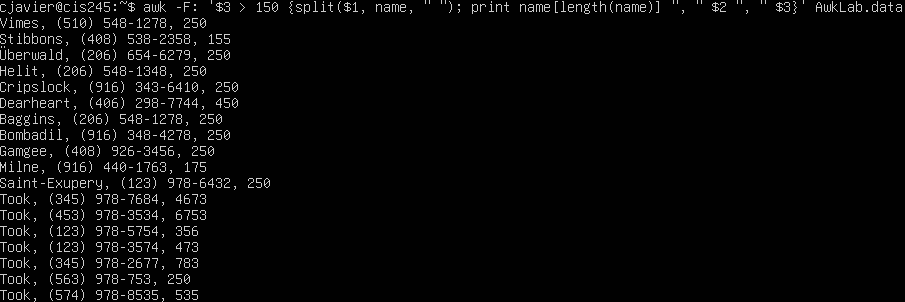 cjavier@cis245:~$ awk -F: '$3 > 150 {split($1, name, " "); print name[length(name)] ", " $2 ", " $3}' AwkLab.data
Vimes, (510) 548-1278, 250
Stibbons, (408) 538-2358, 155
Überwald, (206) 654-6279, 250
Helit, (206) 548-1348, 250
Cripslock, (916) 343-6410, 250
Dearheart, (406) 298-7744, 450
Baggins, (206) 548-1278, 250
Bombadil, (916) 348-4278, 250
Gamgee, (408) 926-3456, 250
Milne, (916) 440-1763, 175
Saint-Exupery, (123) 978-6432, 250
Took, (345) 978-7684, 4673
Took, (453) 978-3534, 6753
Took, (123) 978-5754, 356
Took, (123) 978-3574, 473
Took, (345) 978-2677, 783
Took, (563) 978-753, 250
Took, (574) 978-8535, 535